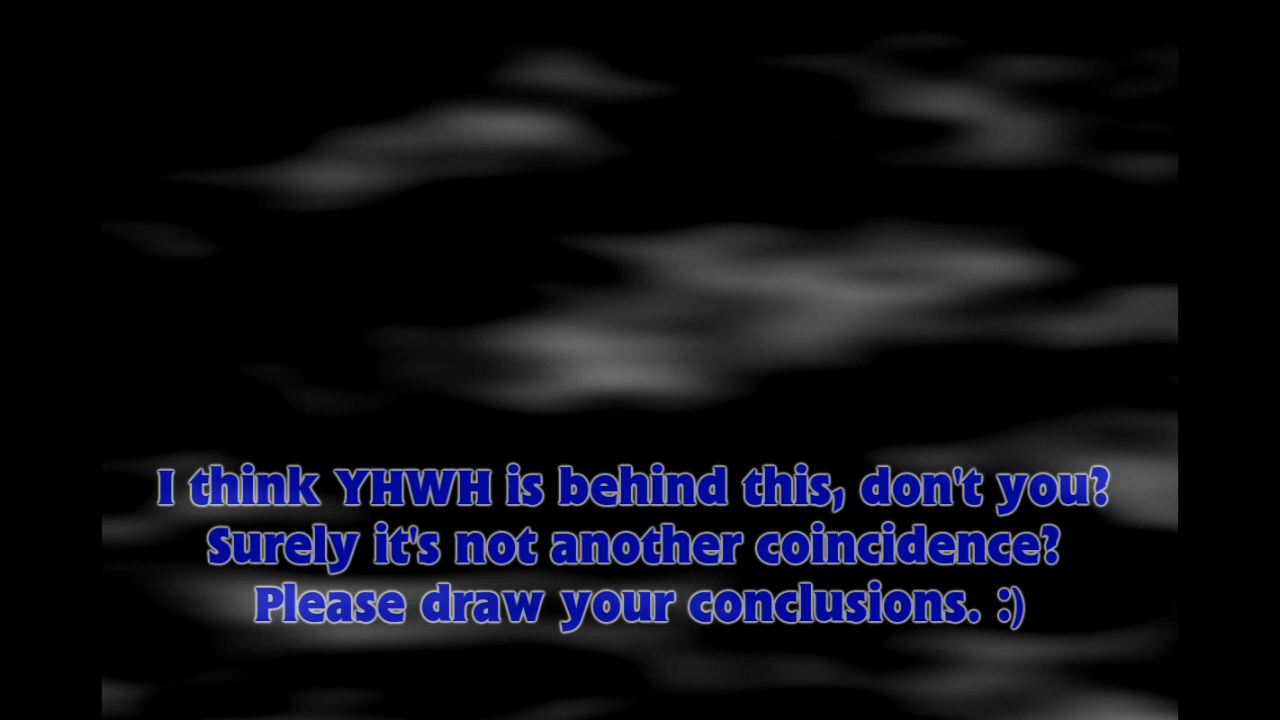 I think YHWH is behind this, don't you?
Surely it's not another coincidence?
Please draw your conclusions. :)